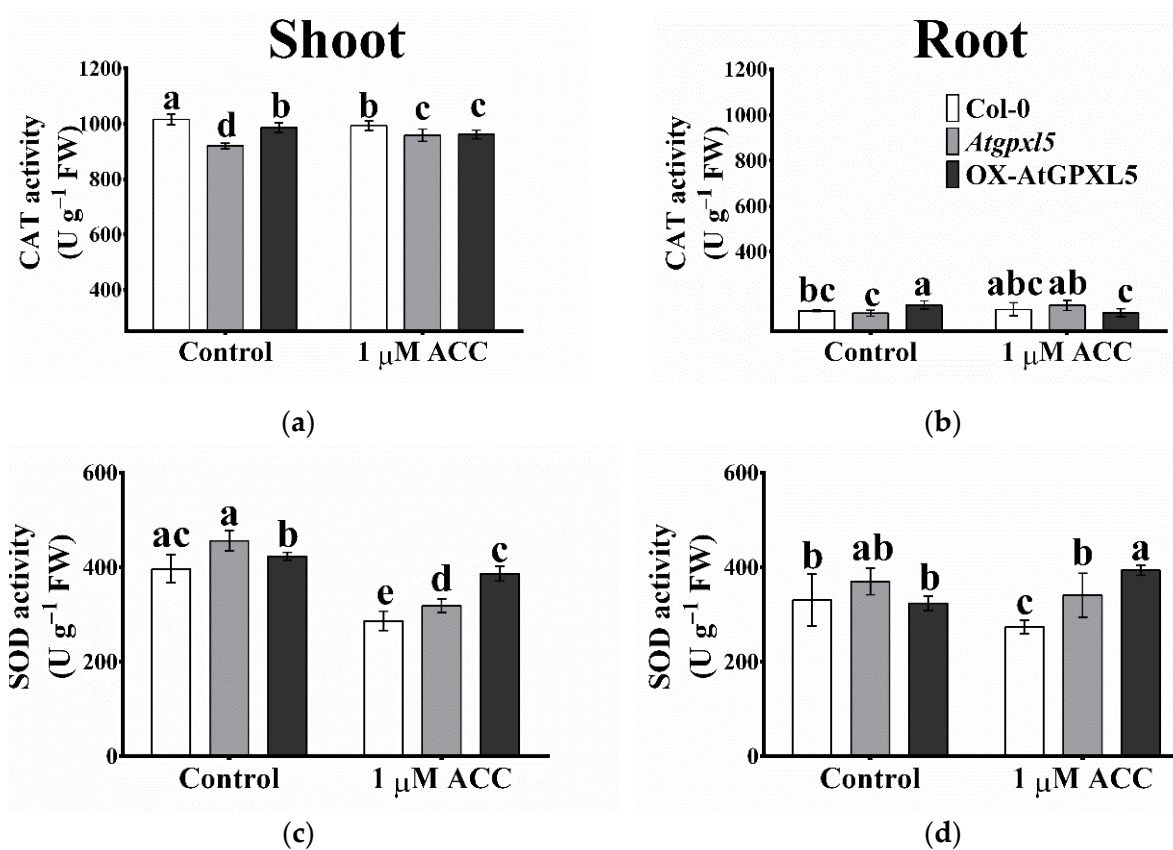 Shoot
Root
CAT activity
(U g⁻¹ FW)
1200
1000
800
600
400
a
d
b
b
c
c
Control
1 μM ACC
(a)
CAT activity
(U g⁻¹ FW)
1200
1000
800
600
400
Col-0
Atgpxl5
OX-AtGPXL5
bc
c
a
abc
ab
c
Control
1 μM ACC
(b)
SOD activity
(U g⁻¹ FW)
600
400
200
0
ac
a
b
e
d
c
Control
1 μM ACC
(c)
SOD activity
(U g⁻¹ FW)
600
400
200
0
b
ab
b
c
b
a
Control
1 μM ACC
(d)